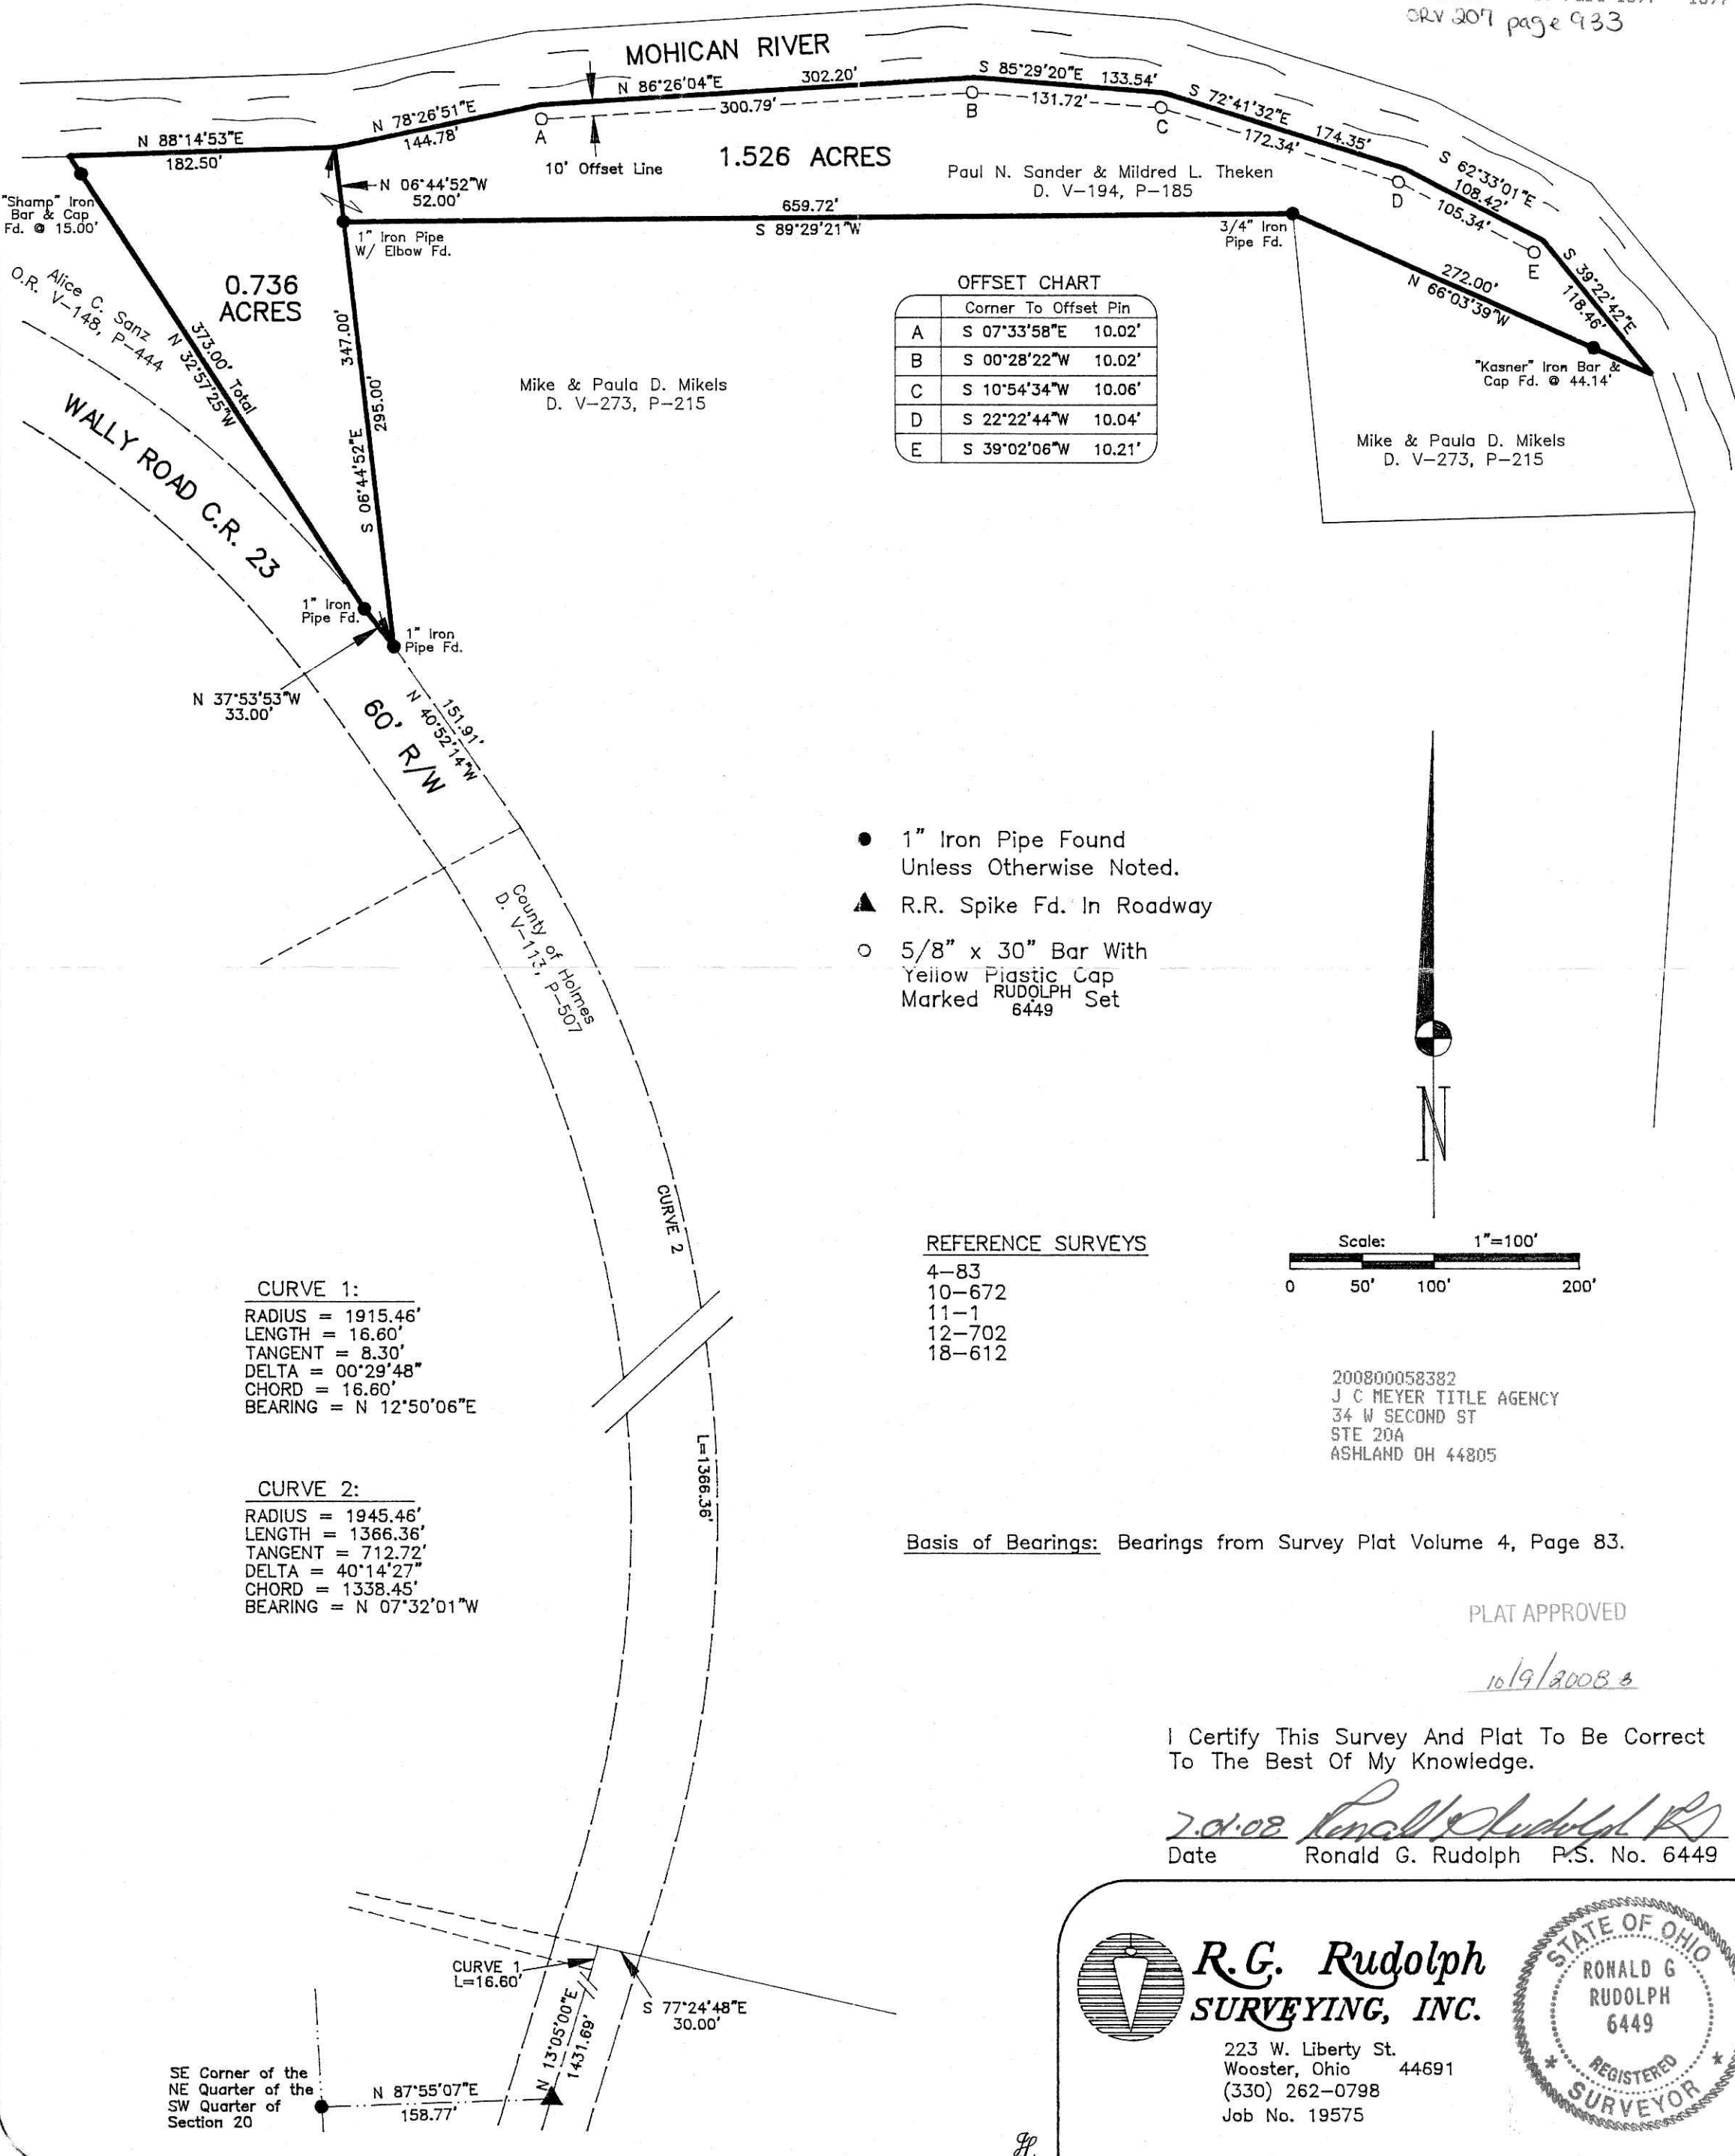 ORV 207 page 933
MOHICAN RIVER
N 88°14'53"E
182.50'
N 78°26'51"E
144.78'
N 86°26'04"E
302.20'
300.79'
S 85°29'20"E 133.54'
131.72'
S 72°41'32"E
174.35'
172.34'
S 62°33'01"E
108.42'
105.34'
S 39°22'42"E
118.46'
A
B
C
D
E
10' Offset Line
1.526 ACRES
Paul N. Sander & Mildred L. Theken
D. V-194, P-185
N 06°44'52"W
52.00'
659.72'
S 89°29'21"W
"Shamp" Iron
Bar & Cap
Fd. @ 15.00'
1" Iron Pipe
W/ Elbow Fd.
3/4" Iron
Pipe Fd.
272.00'
N 66°03'39"W
"Kasner" Iron Bar &
Cap Fd. @ 44.14'
Alice C. Sanz
O.R. V-148, P-444
0.736
ACRES
373.00' Total
N 32°57'25"W
347.00'
295.00'
S 06°44'52"E
Mike & Paula D. Mikels
D. V-273, P-215
OFFSET CHART
Corner To Offset Pin
A S 07°33'58"E 10.02'
B S 00°28'22"W 10.02'
C S 10°54'34"W 10.06'
D S 22°22'44"W 10.04'
E S 39°02'06"W 10.21'
Mike & Paula D. Mikels
D. V-273, P-215
WALLY ROAD C.R. 23
1" Iron
Pipe Fd.
1" Iron
Pipe Fd.
N 37°53'53"W
33.00'
60' R/W
151.91'
N 40°52'14"W
County of Holmes
D. V-113, P-507
1" Iron Pipe Found
Unless Otherwise Noted.
R.R. Spike Fd. In Roadway
5/8" x 30" Bar With
Yellow Plastic Cap
Marked RUDOLPH 6449 Set
N
CURVE 2
REFERENCE SURVEYS
4-83
10-672
11-1
12-702
18-612
Scale: 1"=100'
0 50' 100' 200'
CURVE 1:
RADIUS = 1915.46'
LENGTH = 16.60'
TANGENT = 8.30'
DELTA = 00°29'48"
CHORD = 16.60'
BEARING = N 12°50'06"E
200800058382
J C MEYER TITLE AGENCY
34 W SECOND ST
STE 20A
ASHLAND OH 44805
L=1366.36'
CURVE 2:
RADIUS = 1945.46'
LENGTH = 1366.36'
TANGENT = 712.72'
DELTA = 40°14'27"
CHORD = 1338.45'
BEARING = N 07°32'01"W
Basis of Bearings: Bearings from Survey Plat Volume 4, Page 83.
PLAT APPROVED
10/9/2008
I Certify This Survey And Plat To Be Correct
To The Best Of My Knowledge.
Ronald G Rudolph PS
Date Ronald G. Rudolph P.S. No. 6449
CURVE 1
L=16.60'
S 77°24'48"E
30.00'
N 13°05'00"E
1431.69'
SE Corner of the
NE Quarter of the
SW Quarter of
Section 20
N 87°55'07"E
158.77'
R.G. Rudolph
SURVEYING, INC.
223 W. Liberty St.
Wooster, Ohio 44691
(330) 262-0798
Job No. 19575
STATE OF OHIO
RONALD G
RUDOLPH
6449
REGISTERED
SURVEYOR